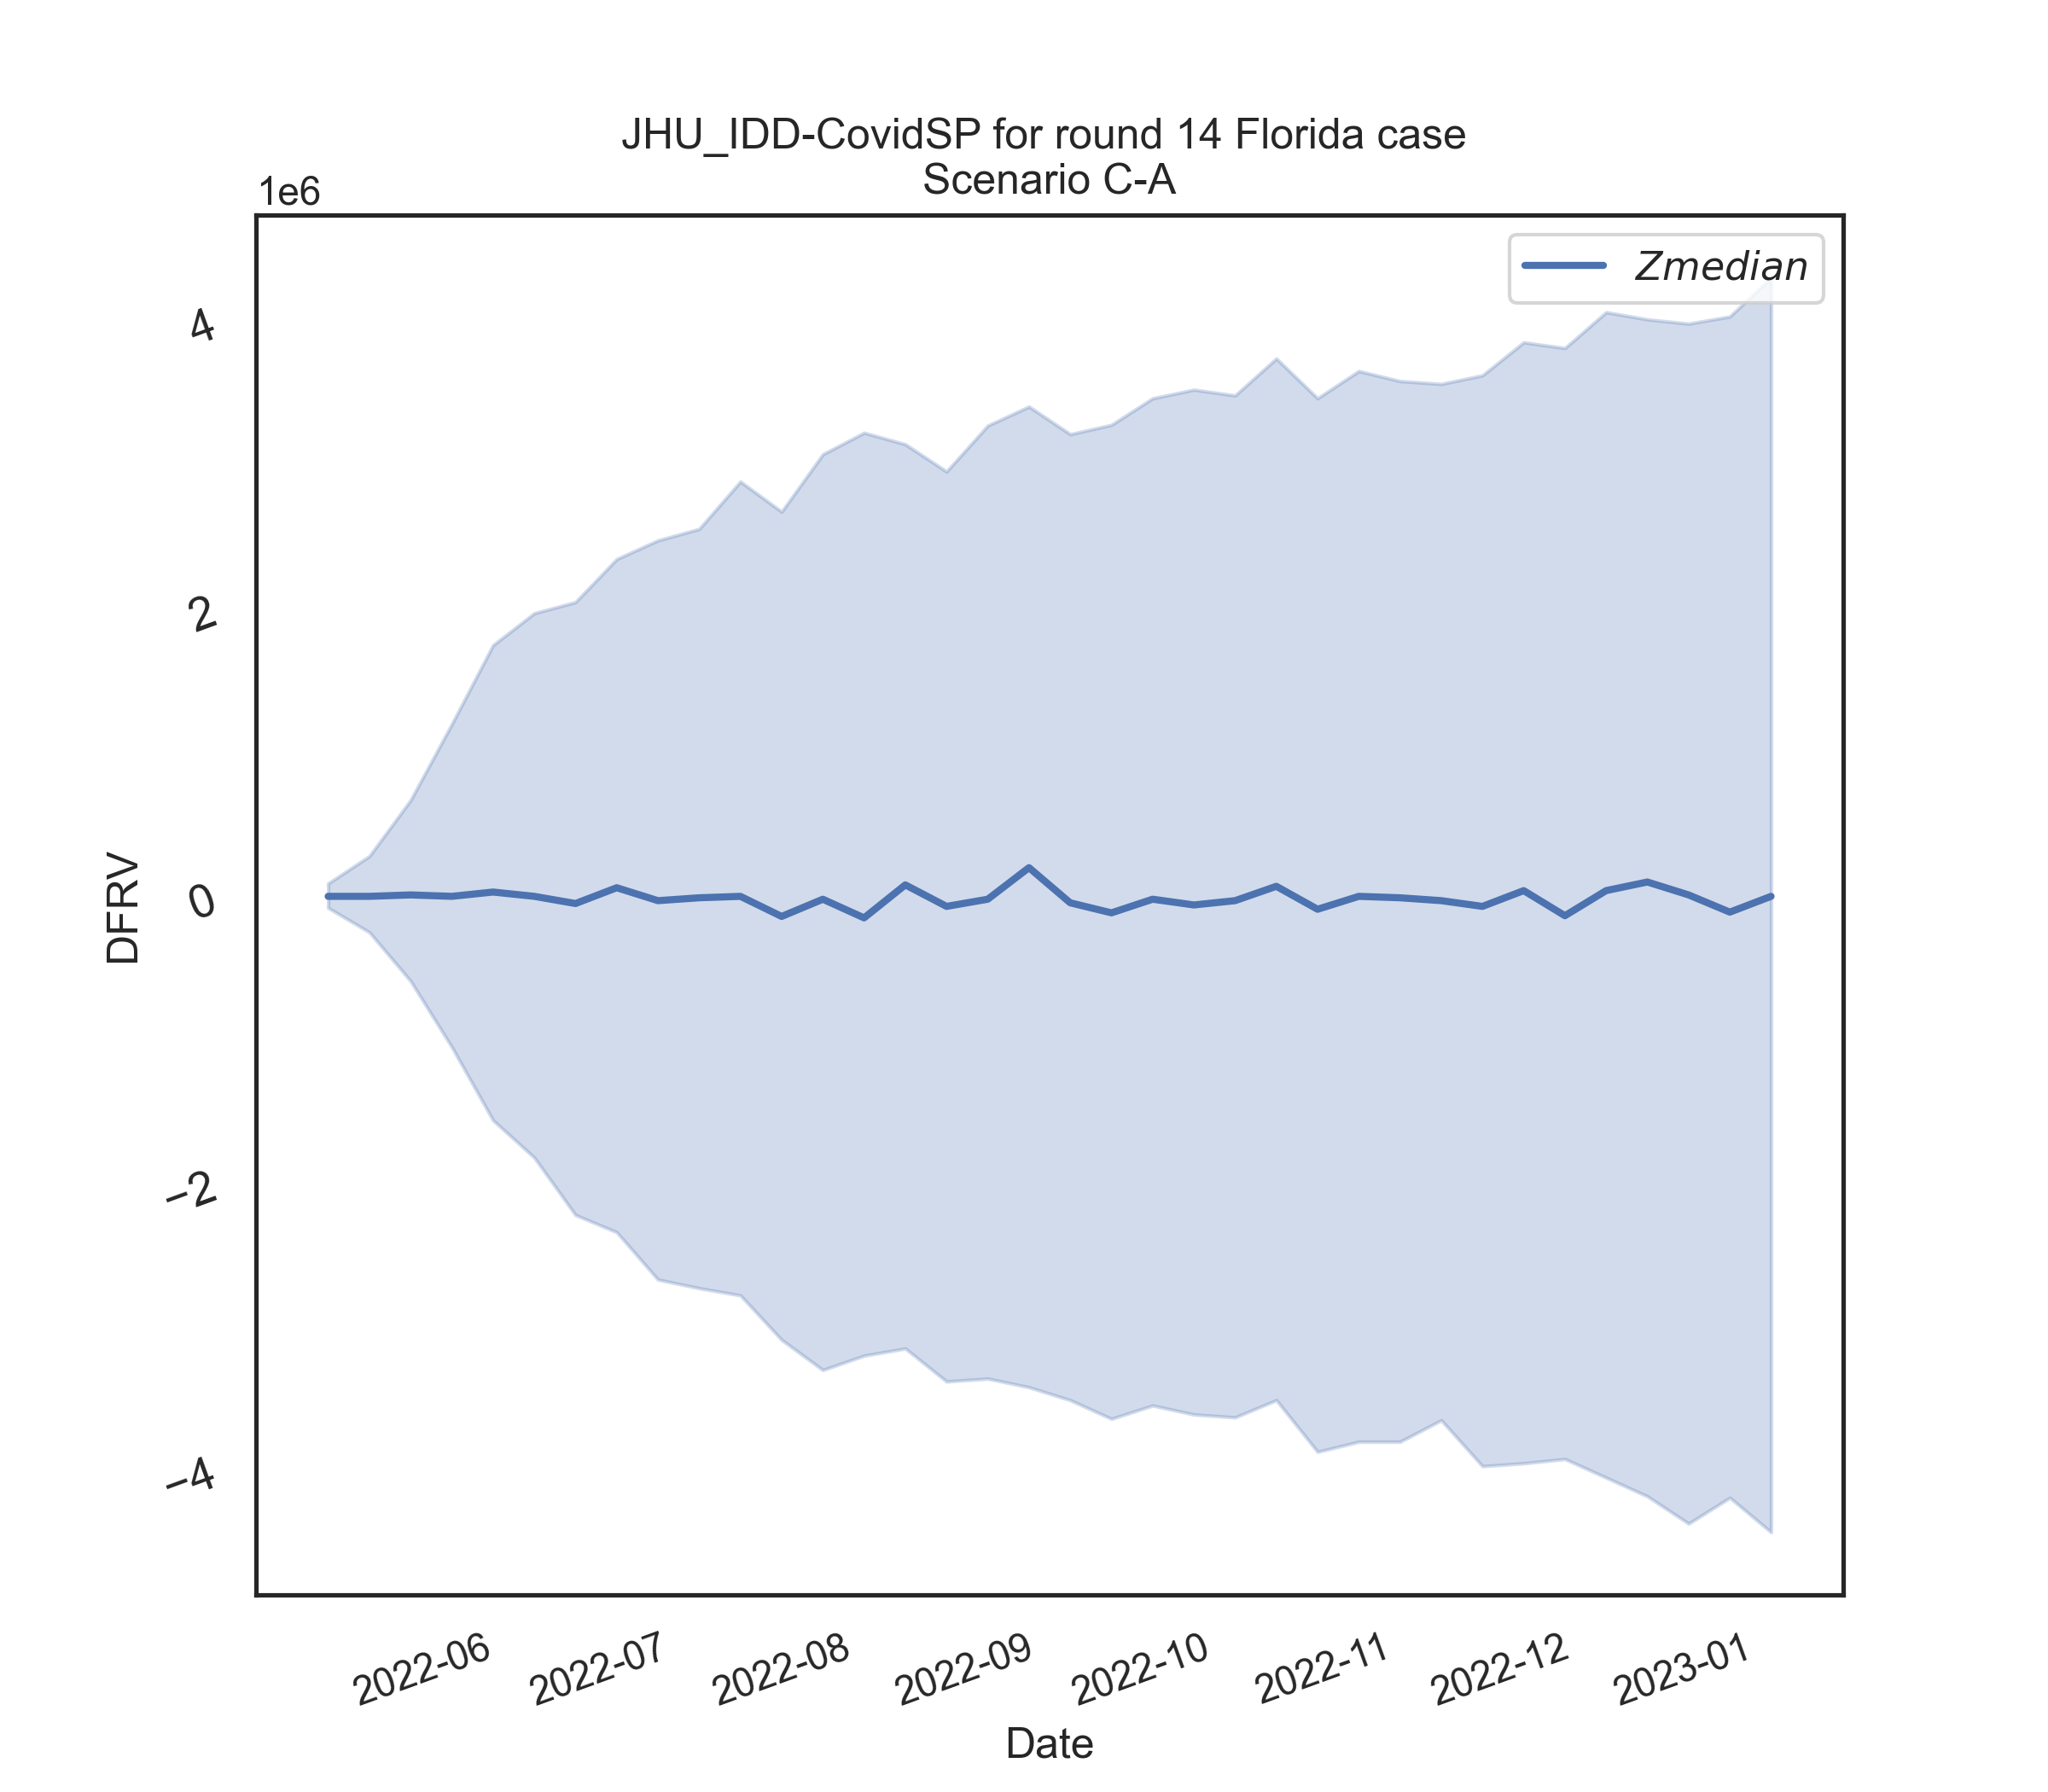 JHU_IDD-CovidSP for round 14 Florida case
Scenario C-A
1e6
Zmedian
4
2
0
−2
−4
DFRV
2022-06
2022-07
2022-08
2022-09
2022-10
2022-11
2022-12
2023-01
Date